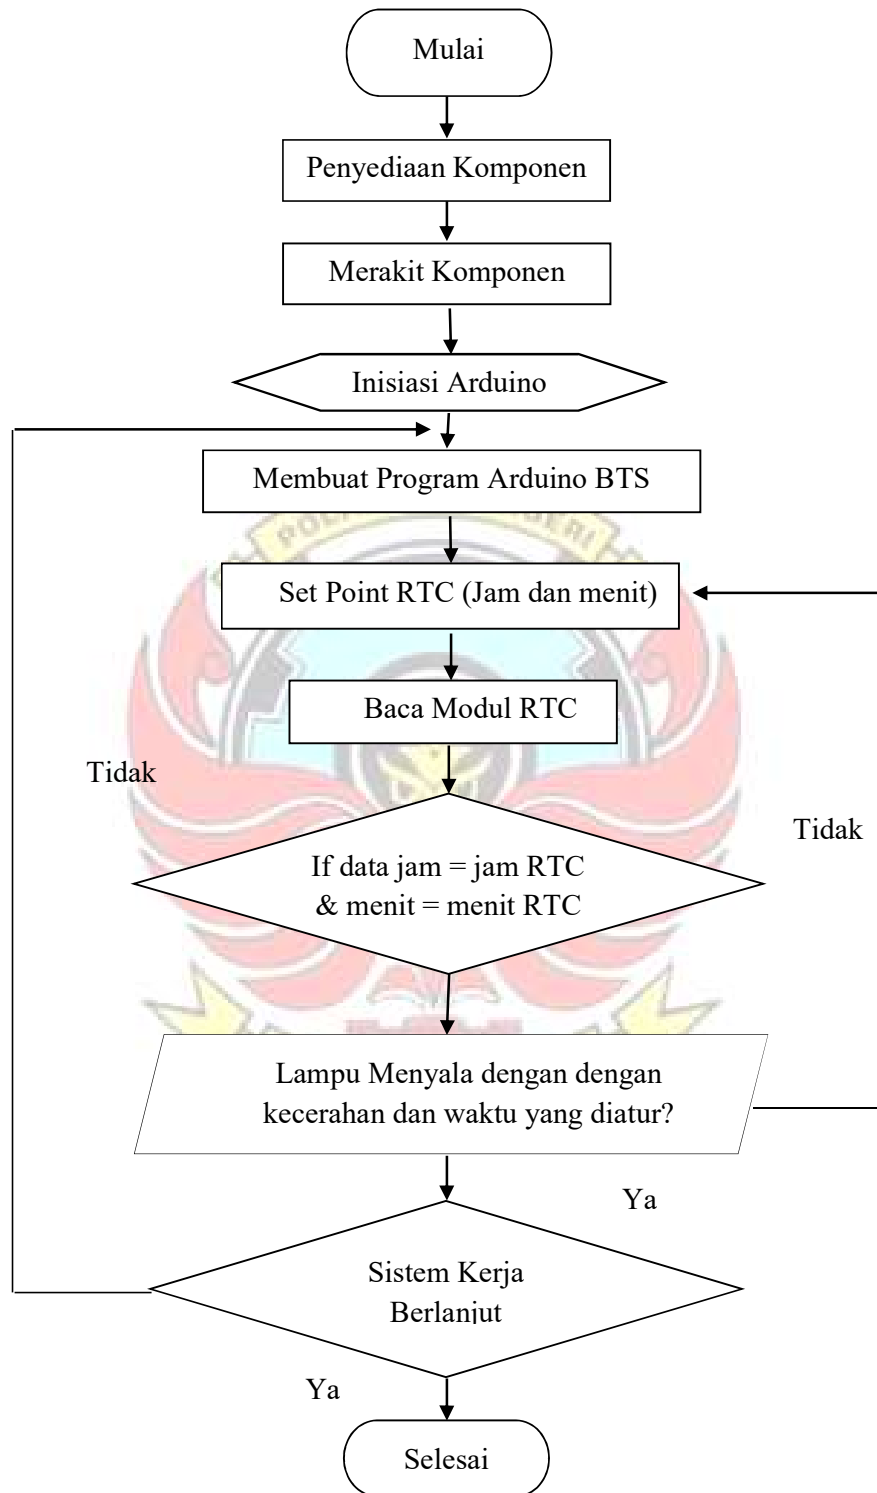 Mulai
Penyediaan Komponen
Merakit Komponen
Inisiasi Arduino
Membuat Program Arduino BTS
Set Point RTC (Jam dan menit)
Baca Modul RTC
Tidak
Tidak
If data jam = jam RTC
& menit = menit RTC
Lampu Menyala dengan dengan
kecerahan dan waktu yang diatur?
Ya
Sistem Kerja
Berlanjut
Ya
Selesai